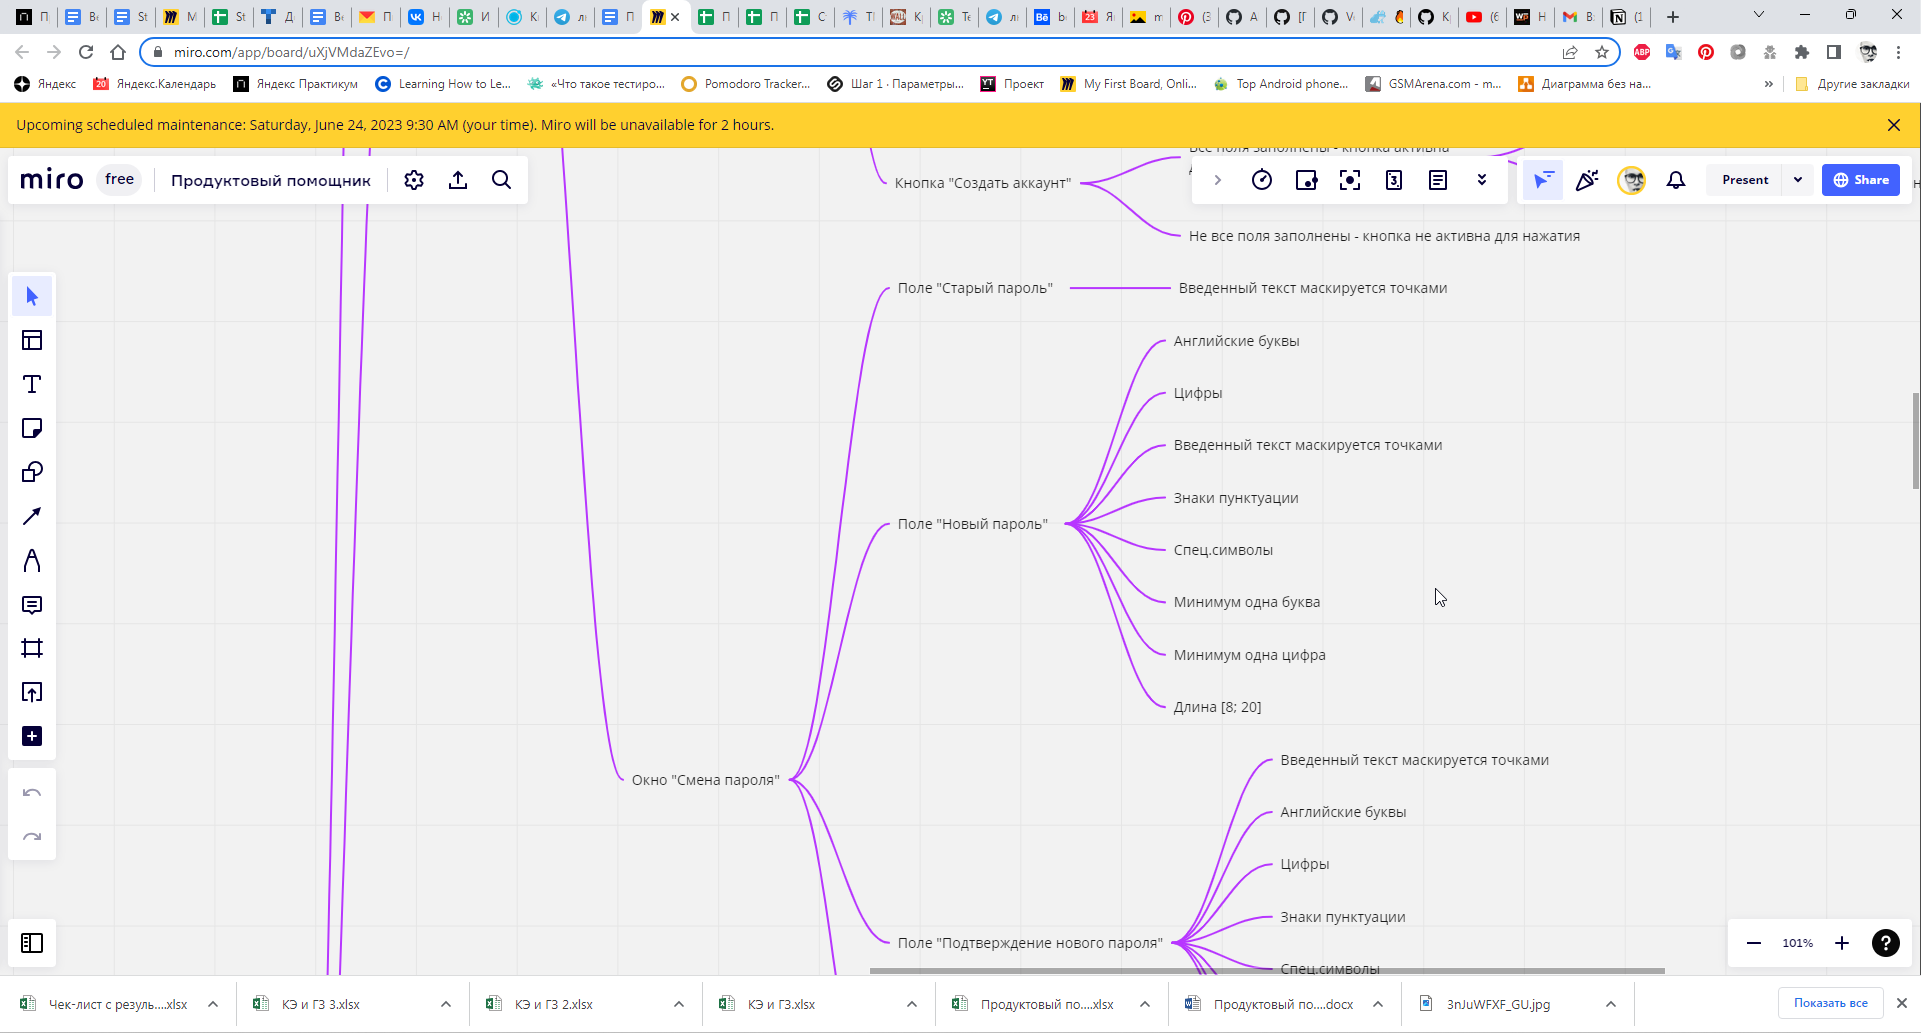 miro.com/app/board/uXjVMdaZEvo=/
Яндекс
Яндекс.Календарь
Яндекс Практикум
Learning How to Le...
«Что такое тестиро...
Pomodoro Tracker...
Шаг 1 · Параметры...
Проект
My First Board, Onli...
Top Android phone...
GSMArena.com - m...
Диаграмма без на...
»
Другие закладки
Upcoming scheduled maintenance: Saturday, June 24, 2023 9:30 AM (your time). Miro will be unavailable for 2 hours.
miro
free
Продуктовый помощник
Present
Share
Все поля заполнены - кнопка активна
Кнопка "Создать аккаунт"
Не все поля заполнены - кнопка не активна для нажатия
Поле "Старый пароль"
Введенный текст маскируется точками
Английские буквы
Цифры
Введенный текст маскируется точками
Знаки пунктуации
Поле "Новый пароль"
Спец.символы
Минимум одна буква
Минимум одна цифра
Длина [8; 20]
Окно "Смена пароля"
Введенный текст маскируется точками
Английские буквы
Цифры
Знаки пунктуации
Поле "Подтверждение нового пароля"
Спец.символы
101%
Чек-лист с резуль....xlsx
КЭ и ГЗ 3.xlsx
КЭ и ГЗ 2.xlsx
КЭ и ГЗ.xlsx
Продуктовый по....xlsx
Продуктовый по....docx
3nJuWFXF_GU.jpg
Показать все